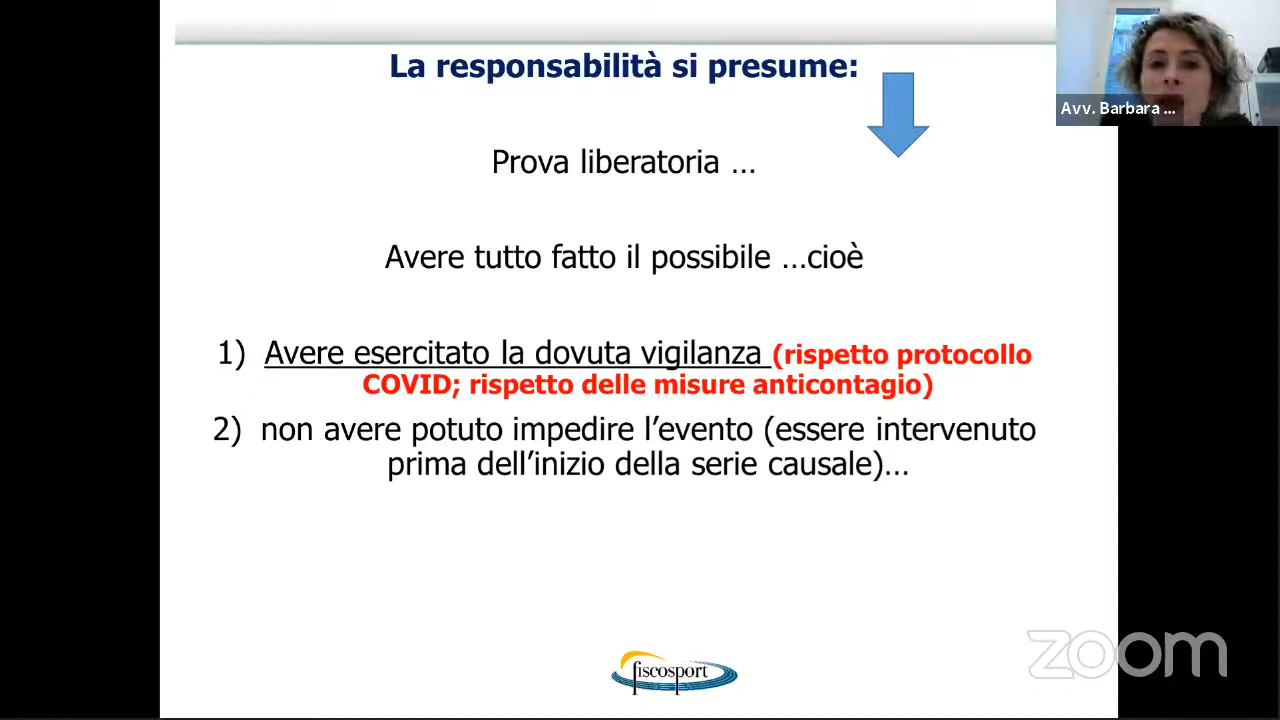 La responsabilità si presume:
Avv. Barbara ...
Prova liberatoria ...
Avere tutto fatto il possibile ...cioè
1) Avere esercitato la dovuta vigilanza (rispetto protocollo
COVID; rispetto delle misure anticontagio)
2) non avere potuto impedire l’evento (essere intervenuto
prima dell’inizio della serie causale)...
fiscosport
zoom